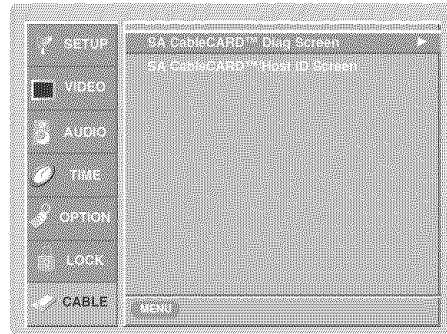 SETUP
VIDEO
AUDIO
TIME
OPTION
LOCK
CABLE
SA CableCARD™ Diag Screen
SA CableCARD™ Host ID Screen
MENU